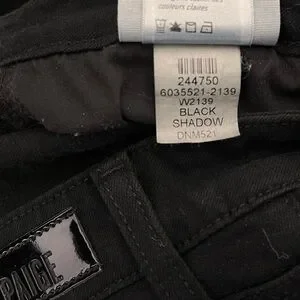 couleurs claires
244750
6035521-2139
W2139
BLACK
SHADOW
DNM521
PAIGE